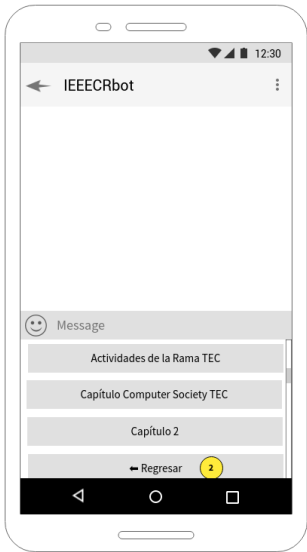 12:30
IEEECRbot
Message
Actividades de la Rama TEC
Capítulo Computer Society TEC
Capítulo 2
⬅ Regresar 2